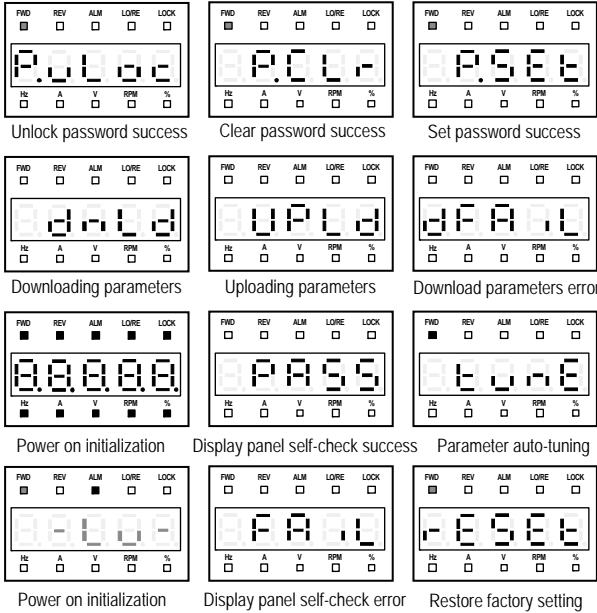 FWD REV ALM LO/RE LOCK FWD REV ALM LO/RE LOCK FWD REV ALM LO/RE LOCK
P.uLoc P.CLr P.SEt
Hz A V RPM % Hz A V RPM % Hz A V RPM %
Unlock password success Clear password success Set password success
FWD REV ALM LO/RE LOCK FWD REV ALM LO/RE LOCK FWD REV ALM LO/RE LOCK
dnLd UPLd dFAiL
Hz A V RPM % Hz A V RPM % Hz A V RPM %
Downloading parameters Uploading parameters Download parameters error
FWD REV ALM LO/RE LOCK FWD REV ALM LO/RE LOCK FWD REV ALM LO/RE LOCK
8.8.8.8.8. PASS tunE
Hz A V RPM % Hz A V RPM % Hz A V RPM %
Power on initialization Display panel self-check success Parameter auto-tuning
FWD REV ALM LO/RE LOCK FWD REV ALM LO/RE LOCK FWD REV ALM LO/RE LOCK
-Lu- FAiL rESEt
Hz A V RPM % Hz A V RPM % Hz A V RPM %
Power on initialization Display panel self-check error Restore factory setting